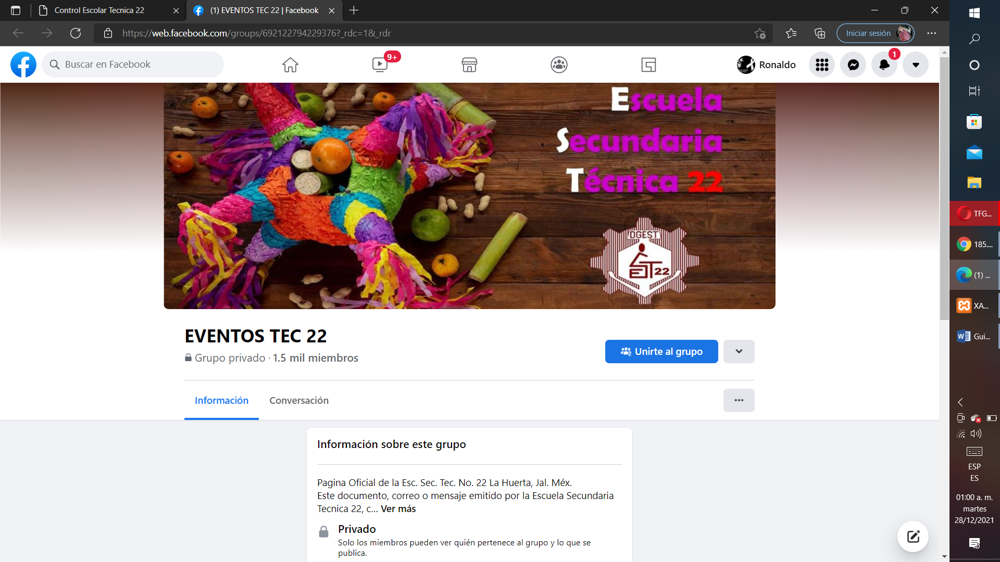 Control Escolar Tecnica 22
(1) EVENTOS TEC 22 | Facebook
https://web.facebook.com/groups/692122794229376?_rdc=1&_rdr
Iniciar sesión
Buscar en Facebook
9+
Ronaldo
1
Escuela
Secundaria
Técnica 22
DGEST
ET 22
EVENTOS TEC 22
Grupo privado · 1.5 mil miembros
Unirte al grupo
Información
Conversación
Información sobre este grupo
Pagina Oficial de la Esc. Sec. Tec. No. 22 La Huerta, Jal. Méx.
Este documento, correo o mensaje emitido por la Escuela Secundaria
Tecnica 22, c... Ver más
Privado
Solo los miembros pueden ver quién pertenece al grupo y lo que se
publica.
TFG...
185....
(1) ...
XA...
Gui...
ESP
ES
01:00 a. m.
martes
28/12/2021